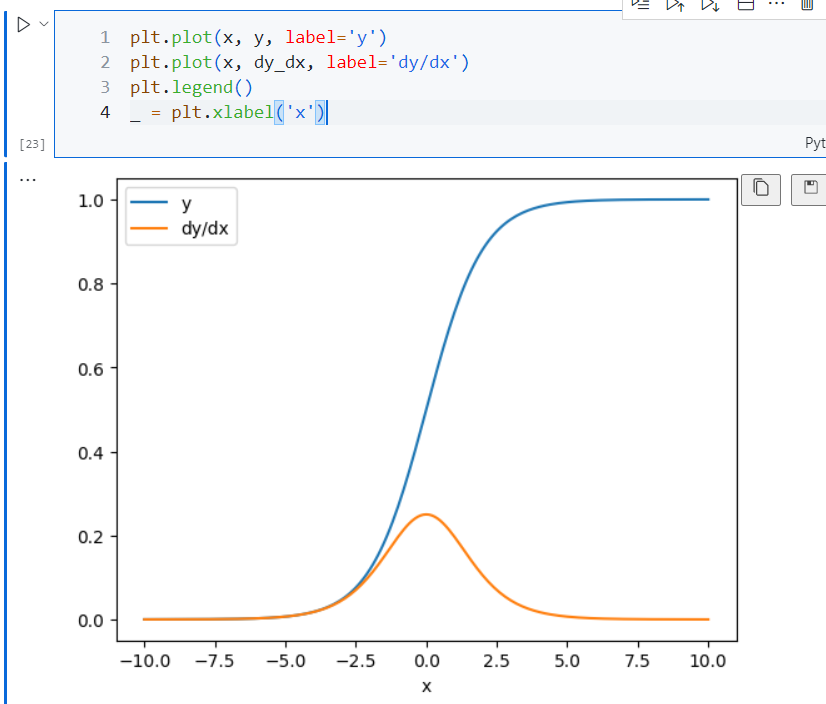 1 plt.plot(x, y, label='y')
2 plt.plot(x, dy_dx, label='dy/dx')
3 plt.legend()
4 _ = plt.xlabel('x')
[23]
Pyt
...
y
dy/dx
1.0
0.8
0.6
0.4
0.2
0.0
−10.0 −7.5 −5.0 −2.5 0.0 2.5 5.0 7.5 10.0
x